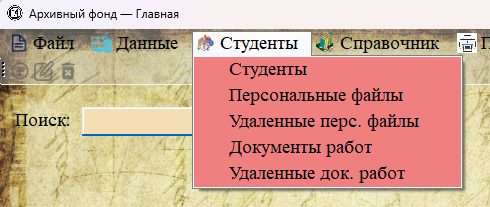 Архивный фонд — Главная
Файл Данные Студенты Справочник
Студенты
Персональные файлы
Удаленные перс. файлы
Поиск:
Документы работ
Удаленные док. работ